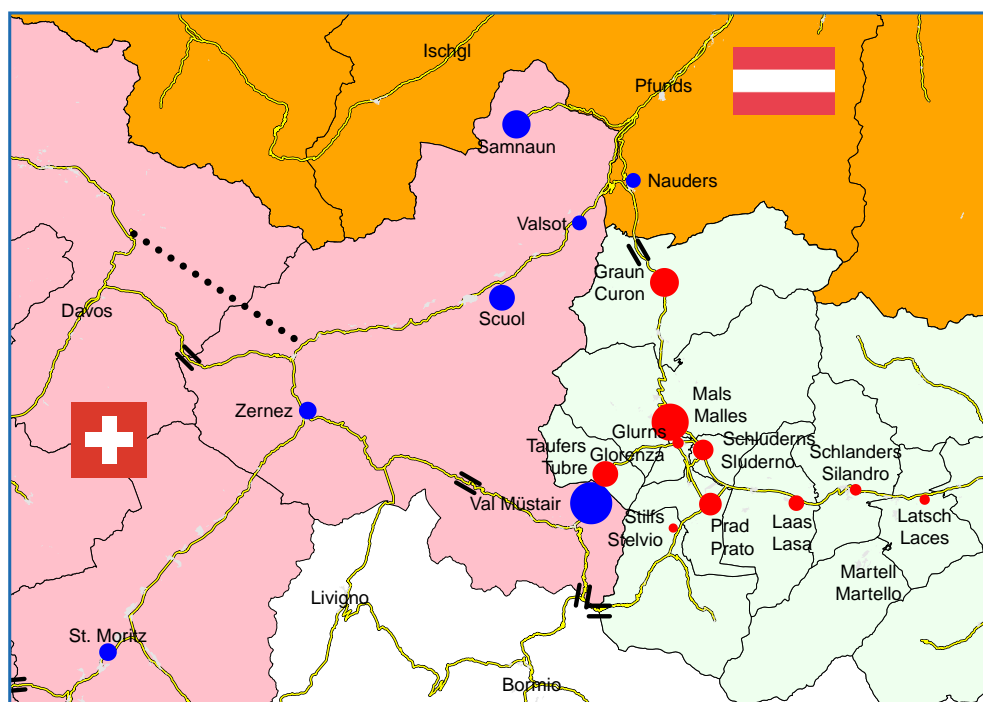 Ischgl
Pfunds
Samnaun
Nauders
Valsot
Graun
Curon
Scuol
Davos
Zernez
Mals
Malles
Glurns
Glorenza
Taufers
Tubre
Schluderns
Sluderno
Schlanders
Silandro
Val Müstair
Stilfs
Stelvio
Prad
Prato
Laas
Lasa
Latsch
Laces
Martell
Martello
Livigno
St. Moritz
Bormio